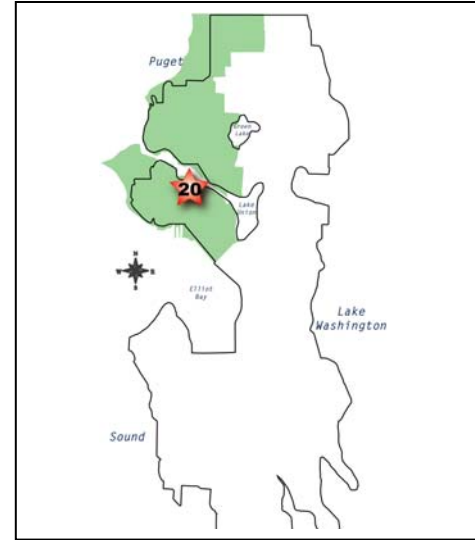 Puget
Green
Lake
20
Lake
Union
N
W
E
S
Elliot
Bay
Lake
Washington
Sound